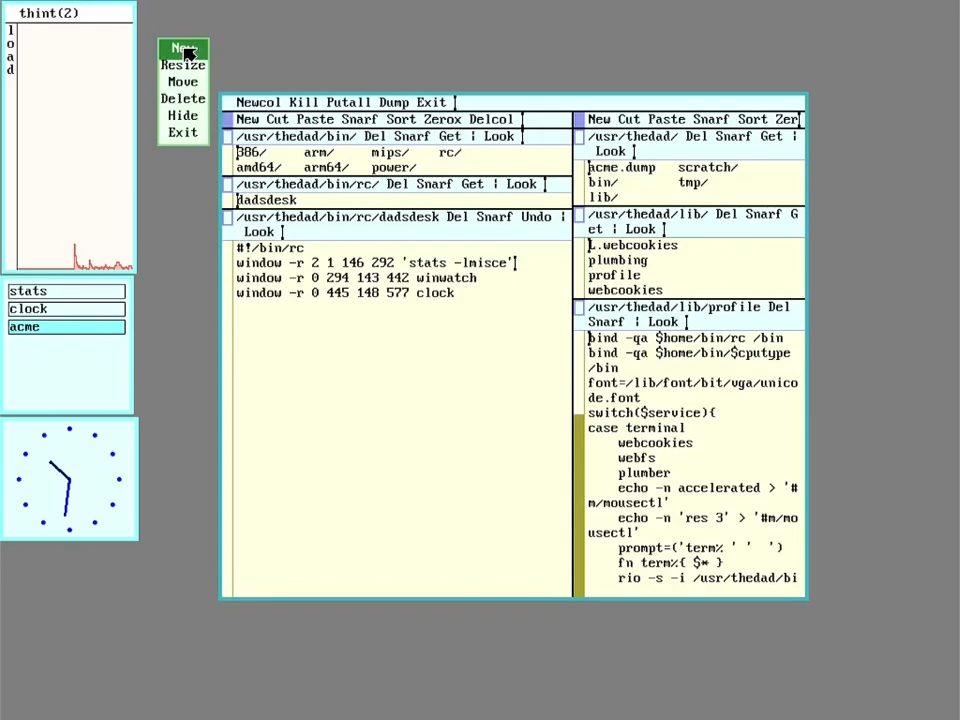 thint(2)
load
New
Resize
Move
Delete
Hide
Exit
stats
clock
acme
Newcol Kill Putall Dump Exit
New Cut Paste Snarf Sort Zerox Delcol
/usr/thedad/bin/ Del Snarf Get | Look
386/ arm/ mips/ rc/
amd64/ arm64/ power/
/usr/thedad/bin/rc/ Del Snarf Get | Look
dadsdesk
/usr/thedad/bin/rc/dadsdesk Del Snarf Undo |
Look
#!/bin/rc
window -r 2 1 146 292 'stats -lmisce'
window -r 0 294 143 442 winwatch
window -r 0 445 148 577 clock
New Cut Paste Snarf Sort Zer
/usr/thedad/ Del Snarf Get |
Look
acme.dump scratch/
bin/ tmp/
lib/
/usr/thedad/lib/ Del Snarf G
et | Look
L.webcookies
plumbing
profile
webcookies
/usr/thedad/lib/profile Del
Snarf | Look
bind -qa $home/bin/rc /bin
bind -qa $home/bin/$cputype
/bin
font=/lib/font/bit/vga/unico
de.font
switch($service){
case terminal
webcookies
webfs
plumber
echo -n accelerated > '#
m/mousectl'
echo -n 'res 3' > '#m/mo
usectl'
prompt=('term% ' '  ')
fn term%{ $* }
rio -s -i /usr/thedad/bi